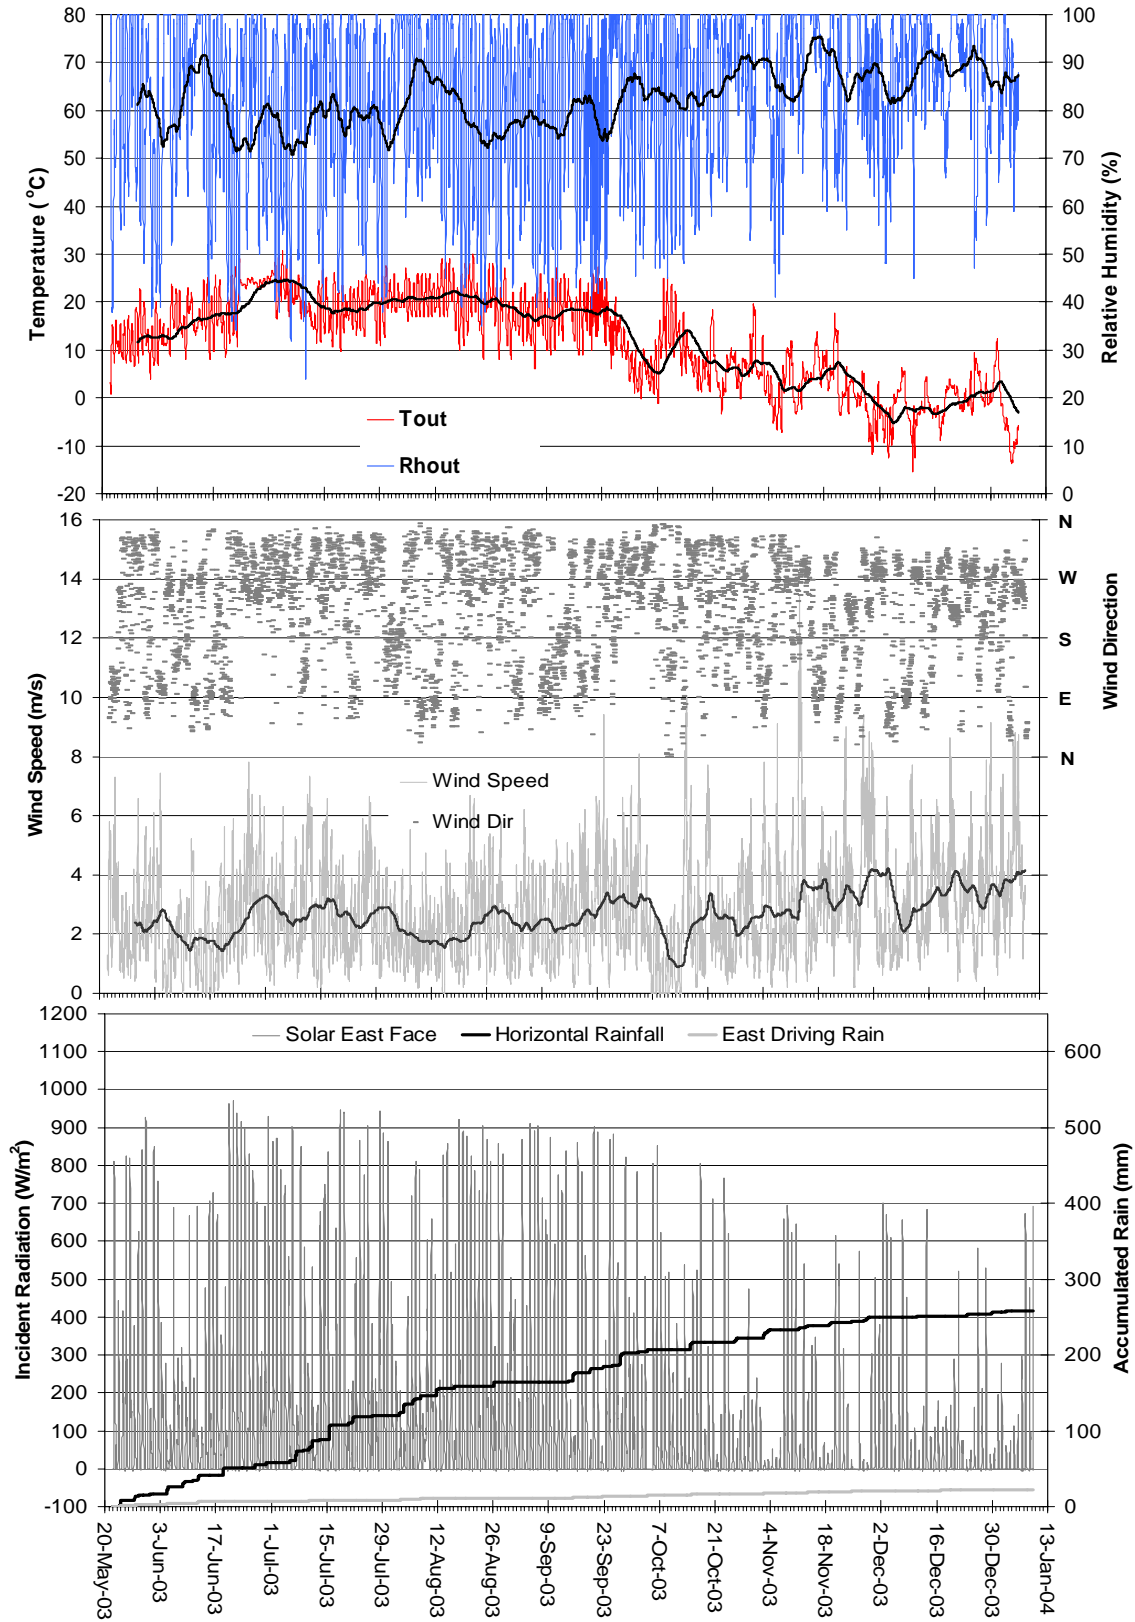 80
70
60
50
40
30
20
10
0
-10
-20
Temperature ( °C)
100
90
80
70
60
50
40
30
20
10
0
Relative Humidity (%)
Tout
Rhout
16
14
12
10
8
6
4
2
0
Wind Speed (m/s)
N
W
S
E
N
Wind Direction
Wind Speed
Wind Dir
1200
1100
1000
900
800
700
600
500
400
300
200
100
0
-100
Incident Radiation (W/m²)
Solar East Face
Horizontal Rainfall
East Driving Rain
600
500
400
300
200
100
0
Accumulated Rain (mm)
20-May-03
3-Jun-03
17-Jun-03
1-Jul-03
15-Jul-03
29-Jul-03
12-Aug-03
26-Aug-03
9-Sep-03
23-Sep-03
7-Oct-03
21-Oct-03
4-Nov-03
18-Nov-03
2-Dec-03
16-Dec-03
30-Dec-03
13-Jan-04